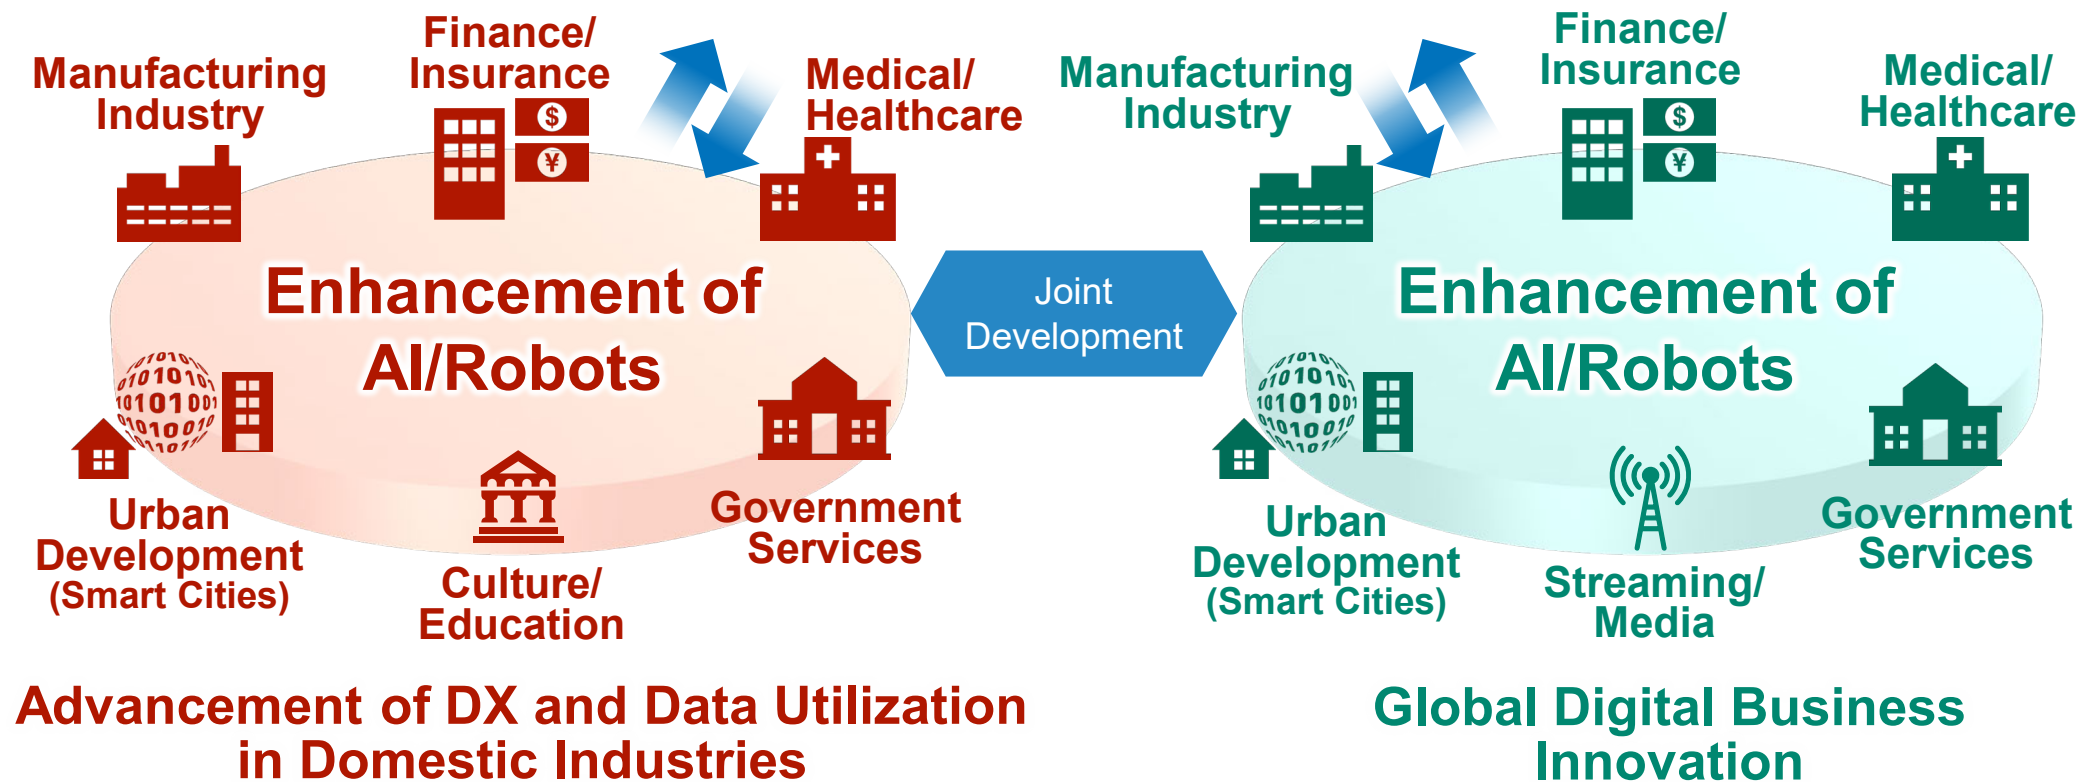 Manufacturing
Industry
Finance/
Insurance
$
¥
Medical/
Healthcare
Enhancement of
AI/Robots
Urban
Development
(Smart Cities)
Culture/
Education
Government
Services
Advancement of DX and Data Utilization
in Domestic Industries
Joint
Development
Manufacturing
Industry
Finance/
Insurance
$
¥
Medical/
Healthcare
Enhancement of
AI/Robots
Urban
Development
(Smart Cities)
Streaming/
Media
Government
Services
Global Digital Business
Innovation